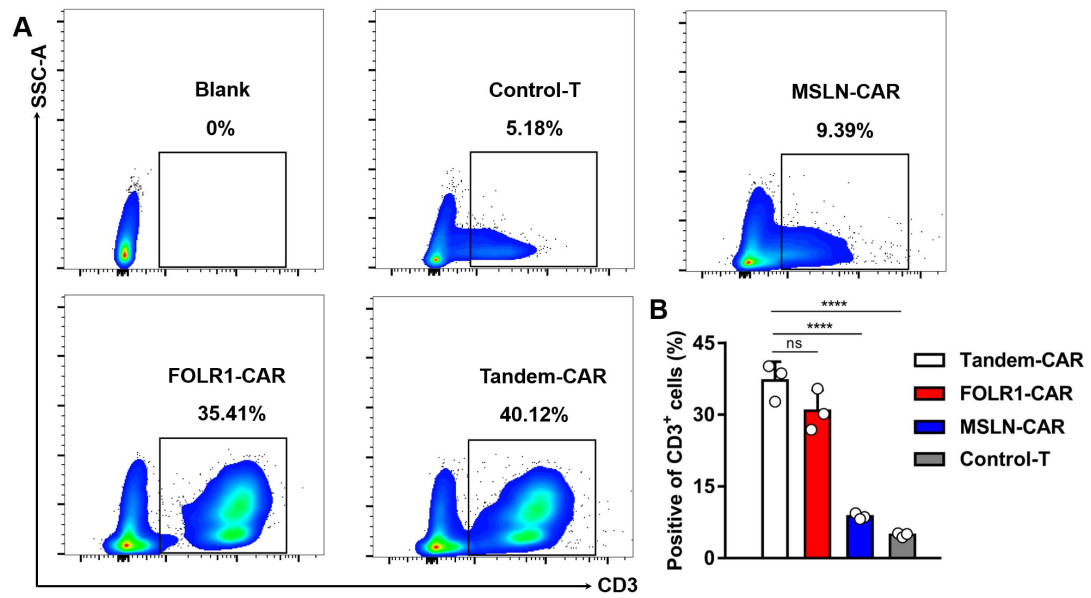 A
SSC-A
Blank
0%
Control-T
5.18%
MSLN-CAR
9.39%
FOLR1-CAR
35.41%
Tandem-CAR
40.12%
CD3
B
Positive of CD3+ cells (%)
45
30
15
0
****
****
ns
Tandem-CAR
FOLR1-CAR
MSLN-CAR
Control-T